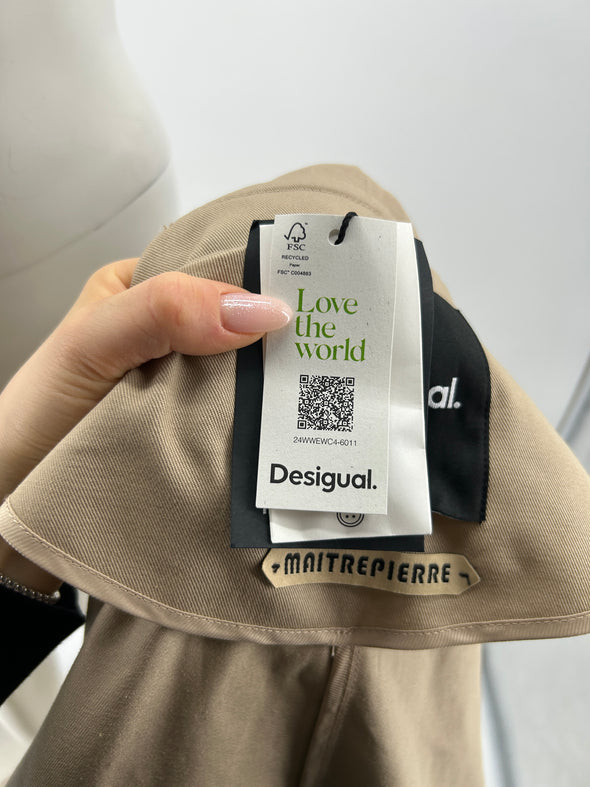 FSC
RECYCLED
Paper
FSC® C004883
Love
the
world
24WWEWC4-6011
Desigual.
al.
MAITREPIERRE